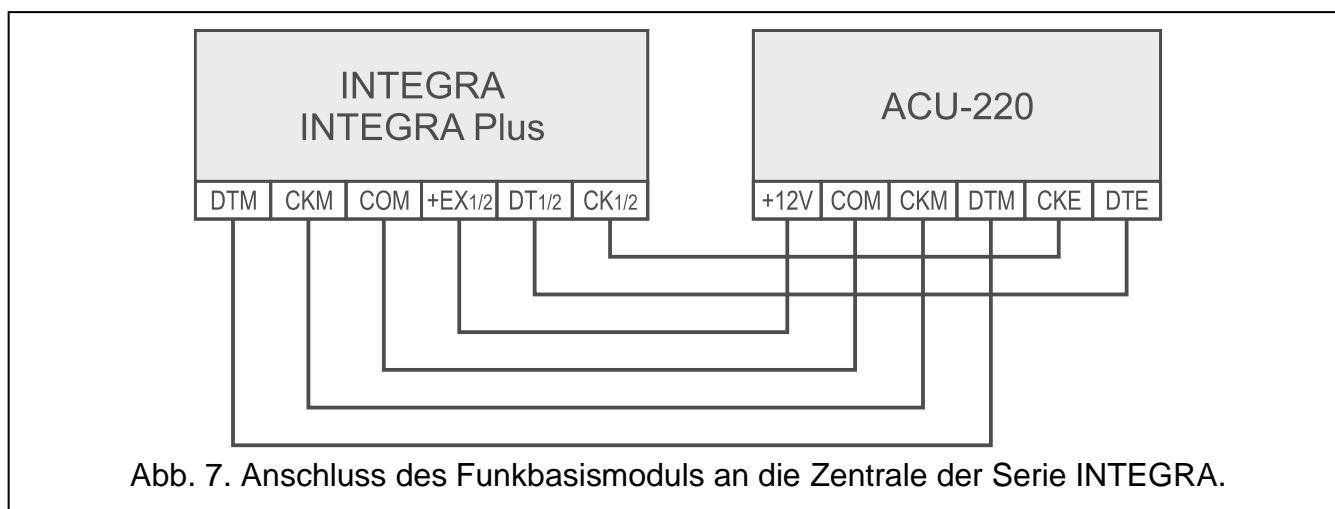 INTEGRA
INTEGRA Plus
DTM CKM COM +EX1/2 DT1/2 CK1/2
ACU-220
+12V COM CKM DTM CKE DTE
Abb. 7. Anschluss des Funkbasismoduls an die Zentrale der Serie INTEGRA.